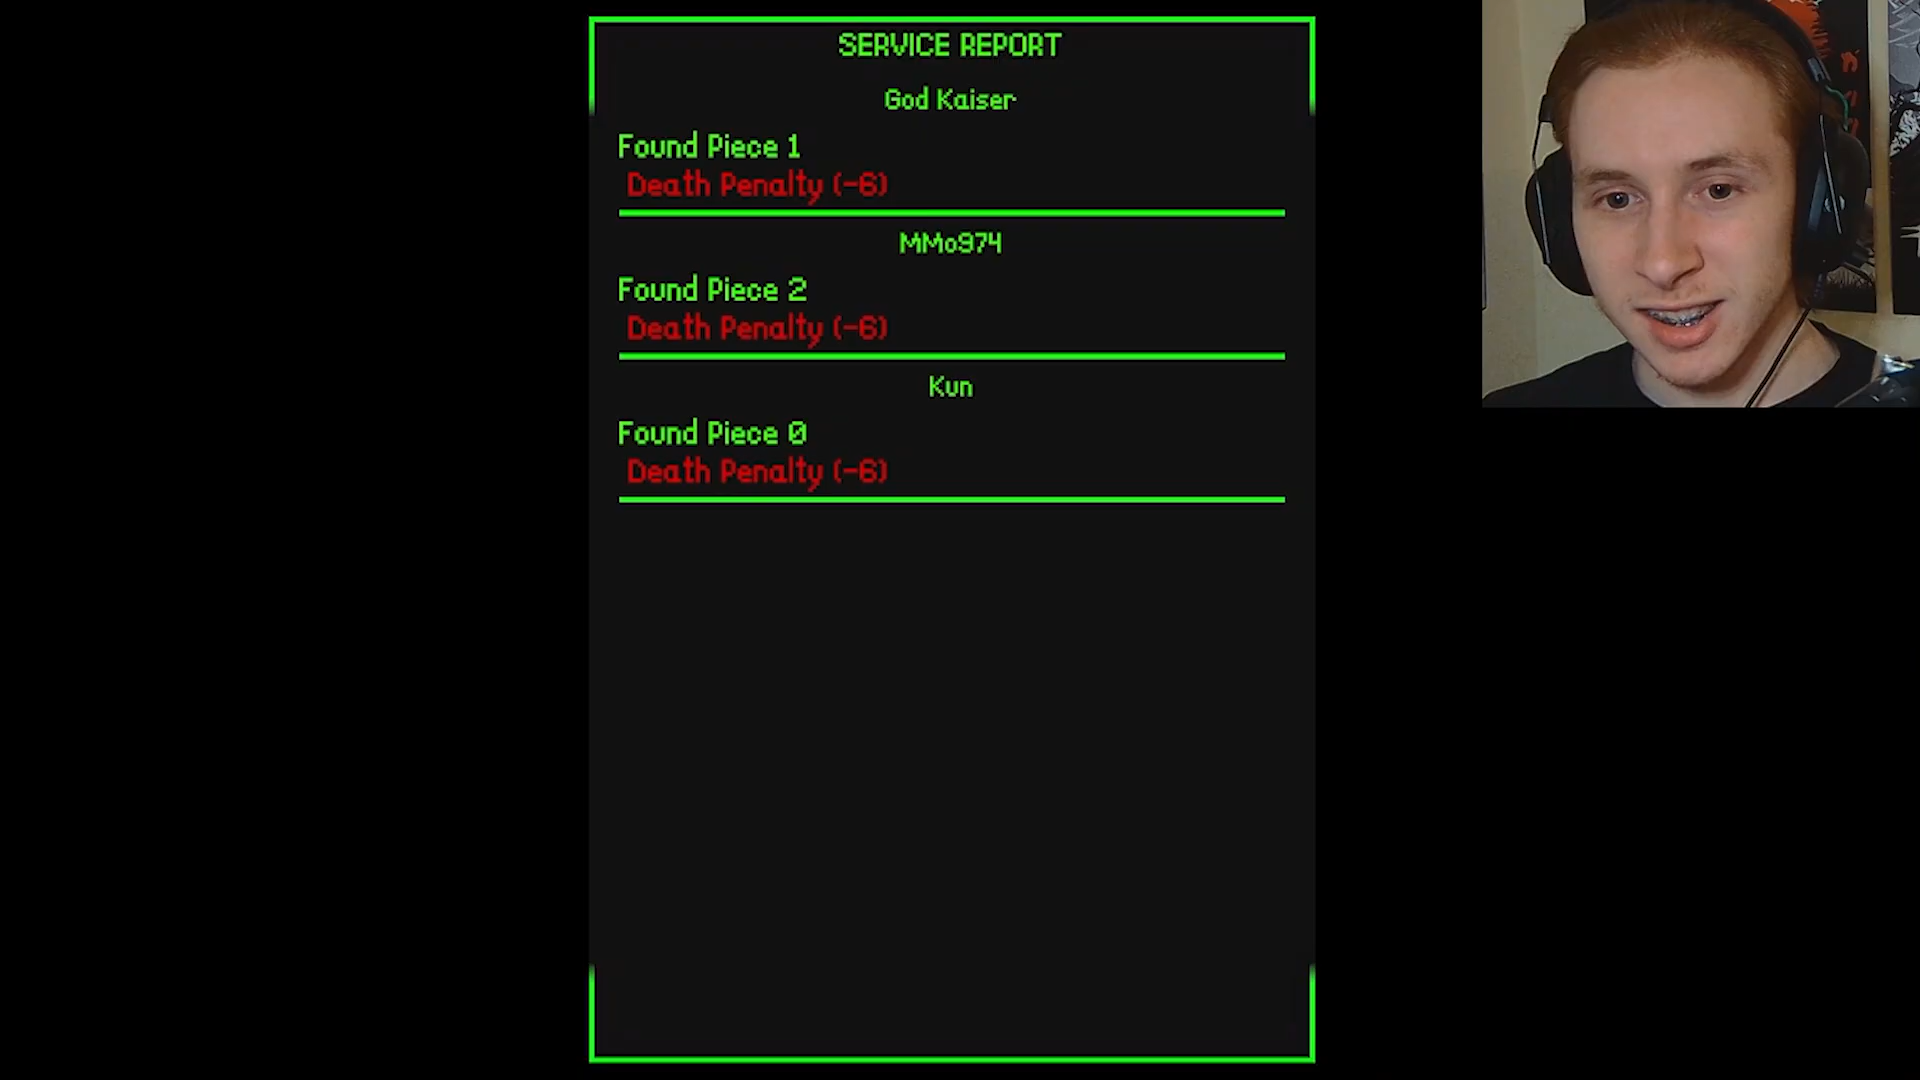 SERVICE REPORT
God Kaiser
Found Piece 1
Death Penalty (-6)
MMo974
Found Piece 2
Death Penalty (-6)
Kun
Found Piece 0
Death Penalty (-6)